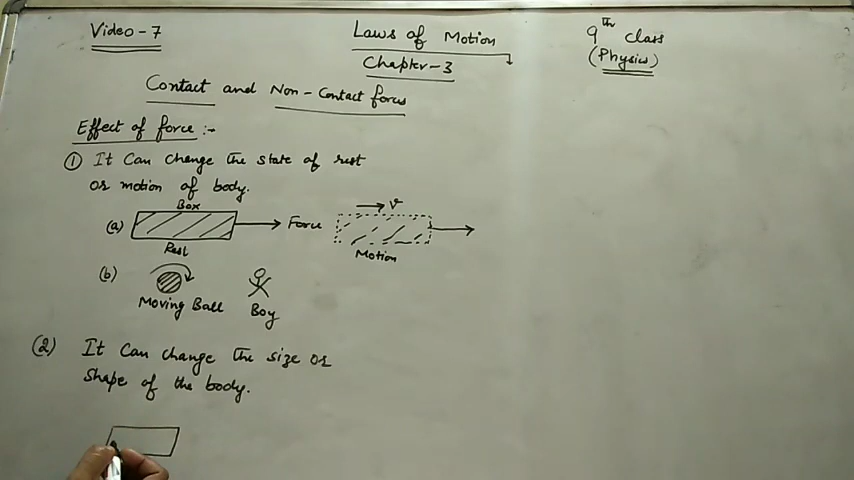 Video-7
Laws of Motion
Chapter-3
9th class
(Physics)
Contact and Non-Contact forces
Effect of force :-
① It Can change the state of rest
or motion of body.
Box
(a) Force
Rest
v
Motion
(b)
Moving Ball
Boy
(2) It Can change the size or
shape of the body.